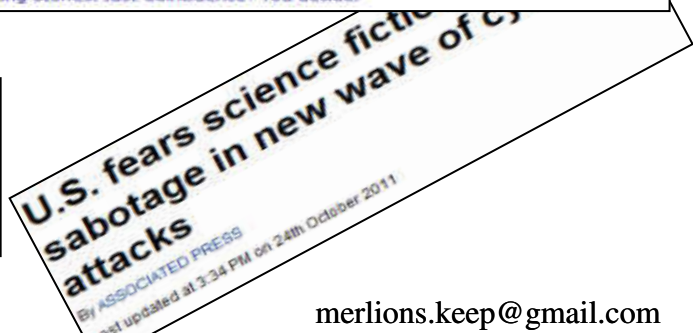 U.S. fears science fictio
sabotage in new wave of cy
attacks
By ASSOCIATED PRESS
st updated at 3:34 PM on 24th October 2011
merlions.keep@gmail.com